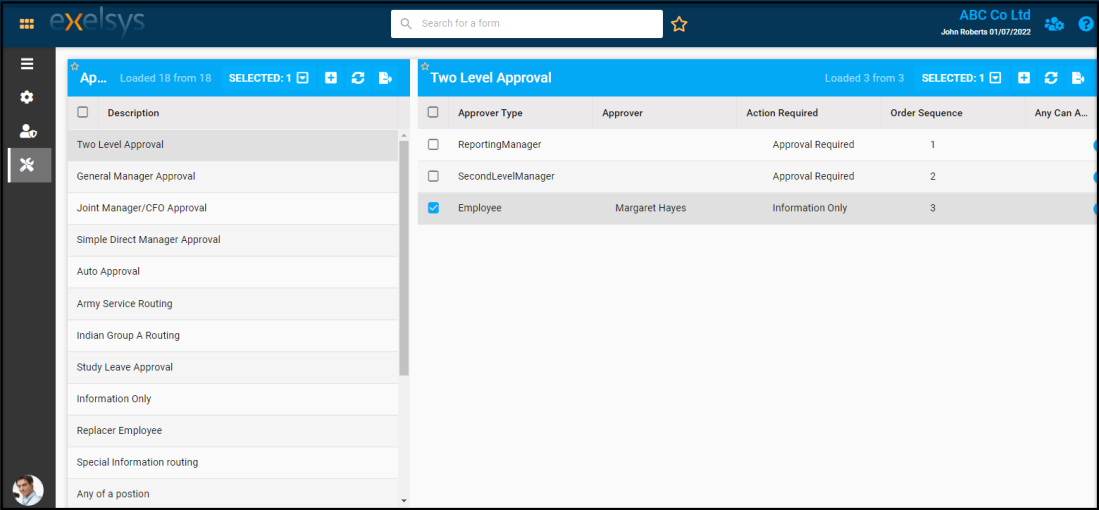 exelsys
Search for a form
ABC Co Ltd
John Roberts 01/07/2022
?
Ap... Loaded 18 from 18 SELECTED: 1
Description
Two Level Approval
General Manager Approval
Joint Manager/CFO Approval
Simple Direct Manager Approval
Auto Approval
Army Service Routing
Indian Group A Routing
Study Leave Approval
Information Only
Replacer Employee
Special Information routing
Any of a postion
Two Level Approval Loaded 3 from 3 SELECTED: 1
Approver Type Approver Action Required Order Sequence Any Can A...
ReportingManager Approval Required 1
SecondLevelManager Approval Required 2
Employee Margaret Hayes Information Only 3